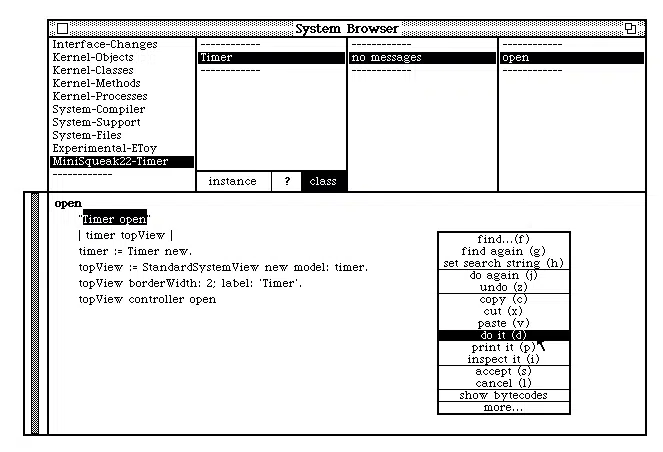 System Browser
Interface-Changes
Kernel-Objects
Kernel-Classes
Kernel-Methods
Kernel-Processes
System-Compiler
System-Support
System-Files
Experimental-EToy
MiniSqueak22-Timer
------------
------------
Timer
------------
instance
?
class
------------
no messages
------------
------------
open
------------
open
"Timer open"
| timer topView |
timer := Timer new.
topView := StandardSystemView new model: timer.
topView borderWidth: 2; label: 'Timer'.
topView controller open
find...(f)
find again (g)
set search string (h)
do again (j)
undo (z)
copy (c)
cut (x)
paste (v)
do it (d)
print it (p)
inspect it (i)
accept (s)
cancel (l)
show bytecodes
more...